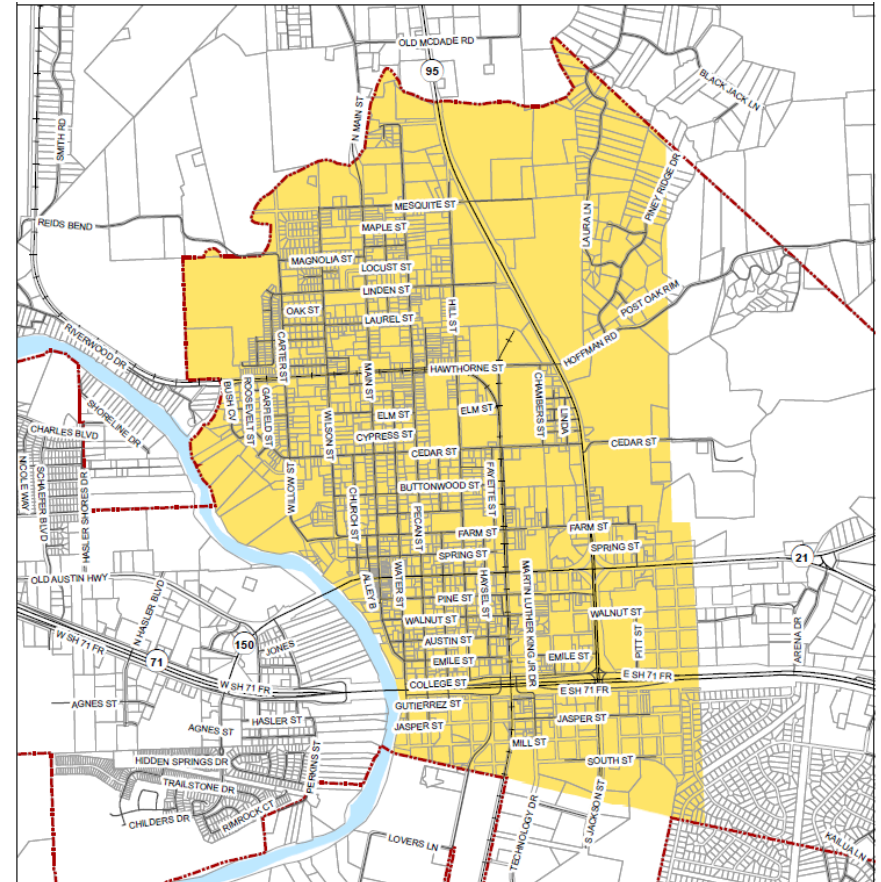 OLD MCDADE RD
95
BLACK JACK LN
N MAIN ST
SMITH RD
PINEY RIDGE DR
MESQUITE ST
LAURA LN
REIDS BEND
MAPLE ST
MAGNOLIA ST
LOCUST ST
LINDEN ST
POST OAK RIM
OAK ST
HILL ST
LAUREL ST
RIVERWOOD DR
CARTER ST
HOFFMAN RD
MAIN ST
HAWTHORNE ST
BUSH CV
ROOSEVELT ST
GARFIELD ST
CHAMBERS ST
LINDA
SHORELINE DR
WILSON ST
ELM ST
ELM ST
CHARLES BLVD
CYPRESS ST
CEDAR ST
CEDAR ST
NICOLE WAY
SCHAEFER BLVD
HASLER SHORES DR
WILLOW ST
FAYETTE ST
BUTTONWOOD ST
CHURCH ST
PECAN ST
FARM ST
FARM ST
SPRING ST
SPRING ST
21
OLD AUSTIN HWY
ALLEY B
WATER ST
HAYSEL ST
MARTIN LUTHER KING JR DR
N HASLER BLVD
PINE ST
WALNUT ST
WALNUT ST
PITT ST
ARENA DR
W SH 71 FR
150
JONES
AUSTIN ST
71
EMILE ST
EMILE ST
E SH 71 FR
W SH 71 FR
COLLEGE ST
E SH 71 FR
AGNES ST
GUTIERREZ ST
HASLER ST
JASPER ST
JASPER ST
AGNES ST
MILL ST
PERKINS ST
HIDDEN SPRINGS DR
SOUTH ST
TRAILSTONE DR
CHILDERS DR
RIMROCK CT
TECHNOLOGY DR
S JACKSON ST
LOVERS LN
KAILUA LN